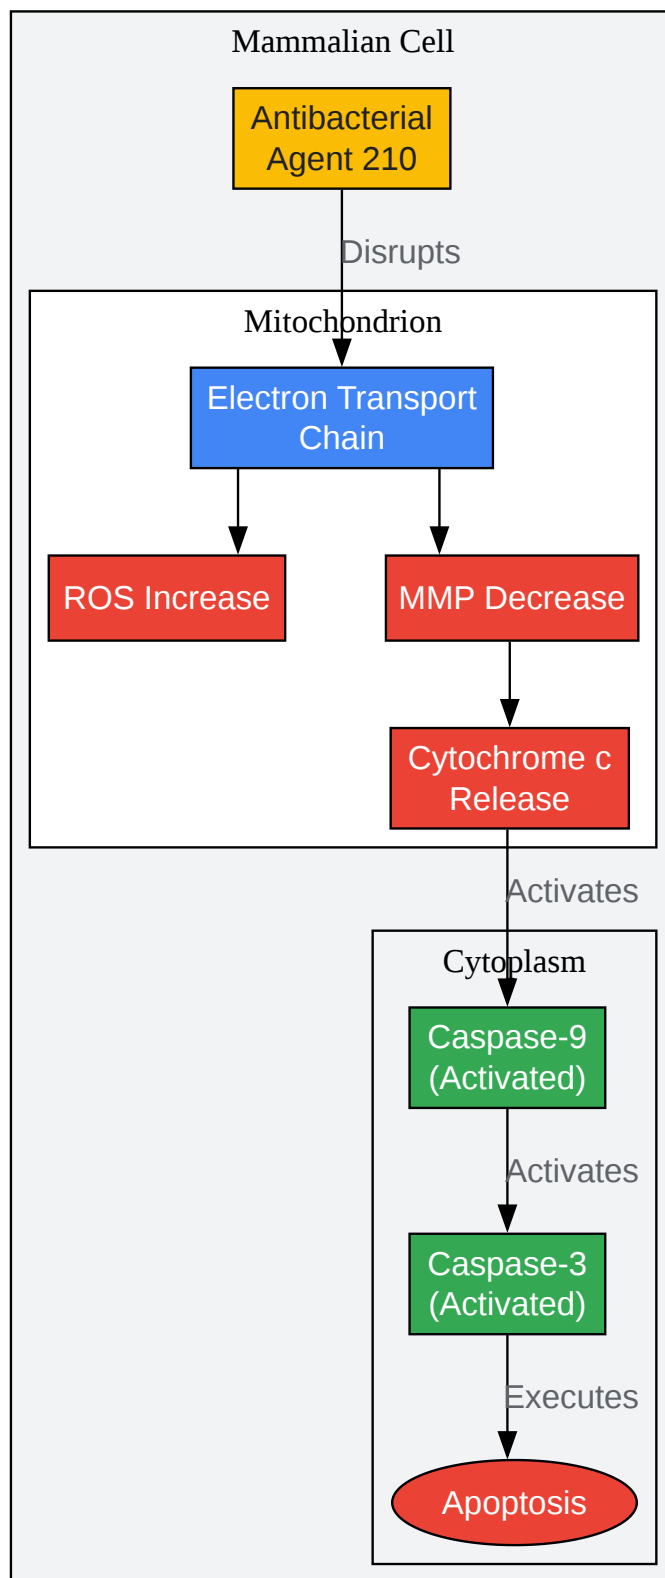 Mammalian Cell
Antibacterial
Agent 210
Disrupts
Mitochondrion
Electron Transport
Chain
ROS Increase
MMP Decrease
Cytochrome c
Release
Activates
Cytoplasm
Caspase-9
(Activated)
Activates
Caspase-3
(Activated)
Executes
Apoptosis